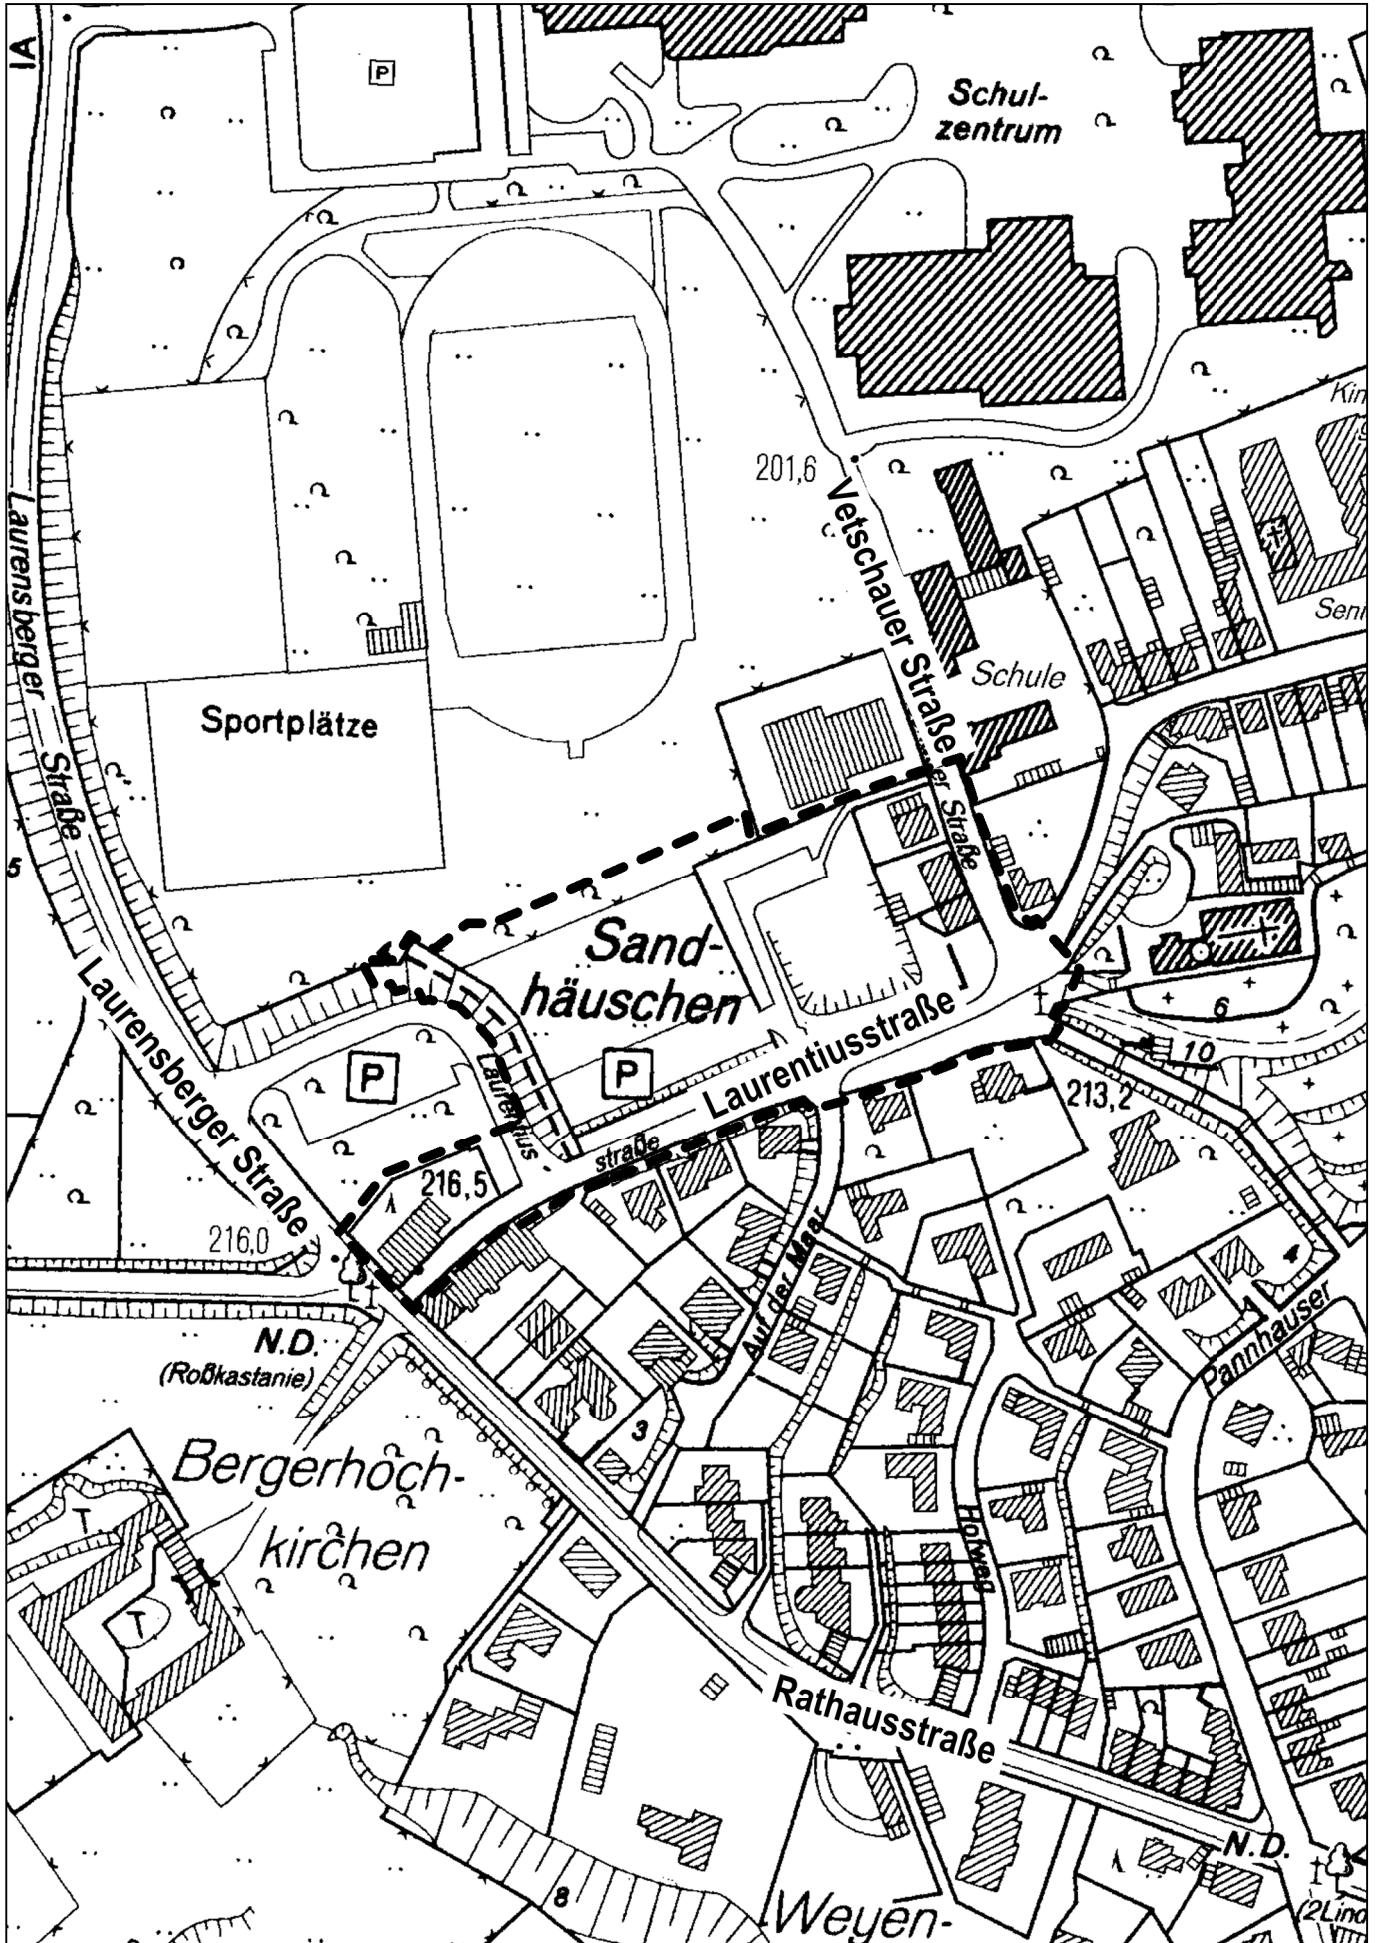 P
Schul-
zentrum
Kin
201,6
Vetschauer Straße
Laurensberger
Straße
Schule
Sen
Sportplätze
er Straße
5
Sand-
häuschen
Laurensberger Straße
P
P
Laurentius
straße
Laurentiusstraße
6
10
213,2
216,5
216,0
Auf der Maar
4
Pannhauser
N.D.
(Roßkastanie)
3
Bergerhoch-
kirchen
T
T
Hofweg
Rathausstraße
N.D.
(2Lind
8
Weyen-